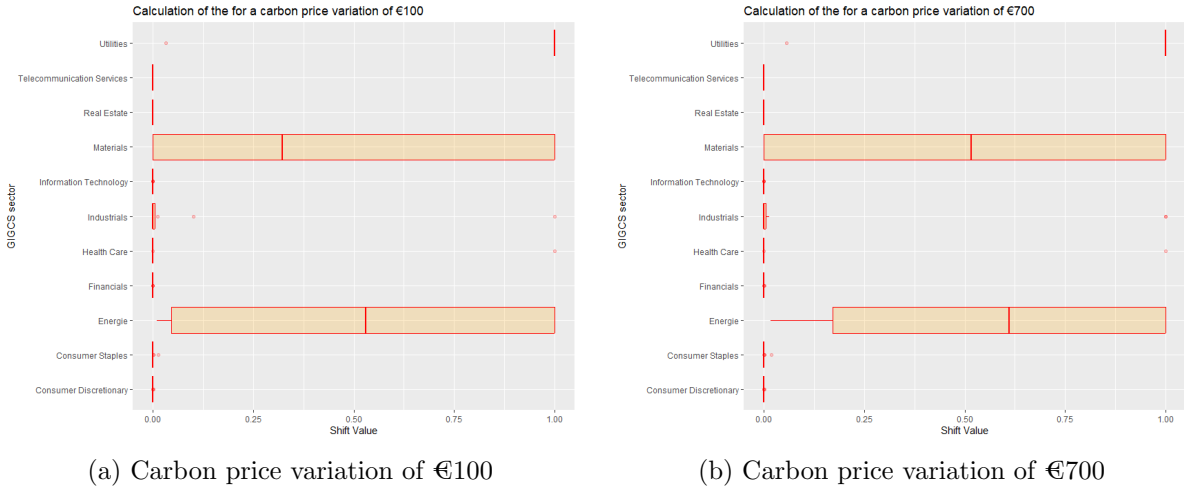 Calculation of the for a carbon price variation of €100
GIGCS sector
Utilities
Telecommunication Services
Real Estate
Materials
Information Technology
Industrials
Health Care
Financials
Energie
Consumer Staples
Consumer Discretionary
0.00 0.25 0.50 0.75 1.00
Shift Value
(a) Carbon price variation of €100
Calculation of the for a carbon price variation of €700
GIGCS sector
Utilities
Telecommunication Services
Real Estate
Materials
Information Technology
Industrials
Health Care
Financials
Energie
Consumer Staples
Consumer Discretionary
0.00 0.25 0.50 0.75 1.00
Shift Value
(b) Carbon price variation of €700